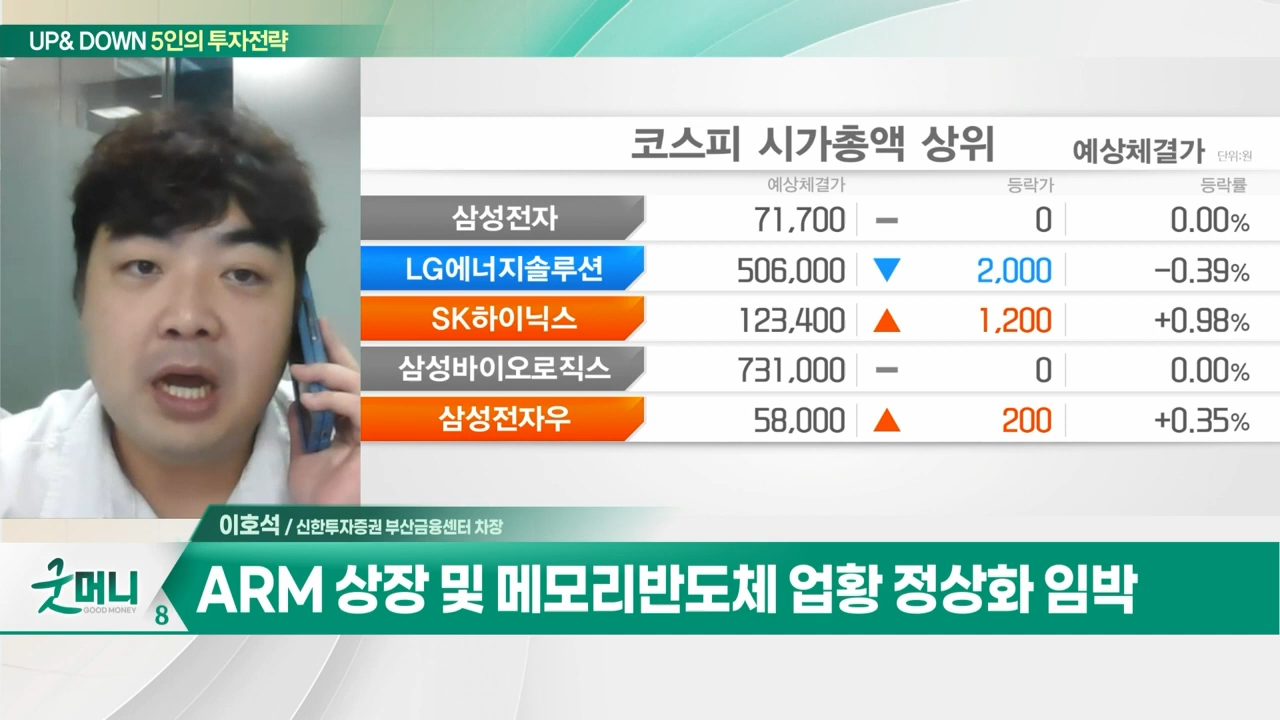 UP& DOWN 5인의 투자전략
코스피 시가총액 상위 예상체결가 단위:원
예상체결가 등락가 등락률
삼성전자 71,700 0 0.00%
LG에너지솔루션 506,000 ▼ 2,000 -0.39%
SK하이닉스 123,400 ▲ 1,200 +0.98%
삼성바이오로직스 731,000 0 0.00%
삼성전자우 58,000 ▲ 200 +0.35%
이호석 / 신한투자증권 부산금융센터 차장
굿머니
GOOD MONEY
8
ARM 상장 및 메모리반도체 업황 정상화 임박